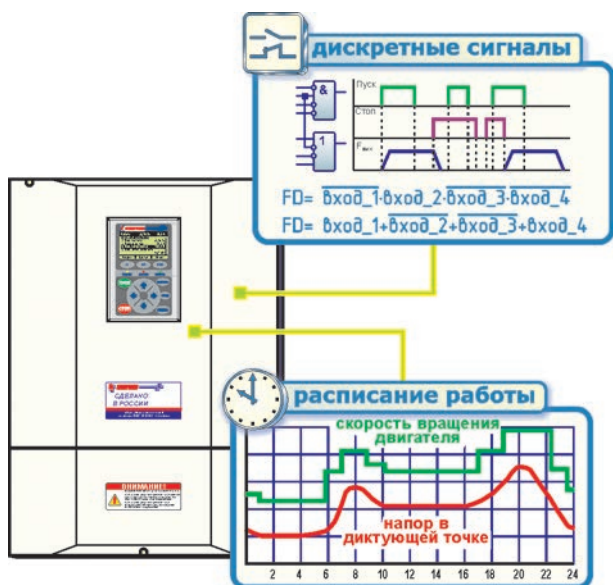 дискретные сигналы
&
1
Пуск
Стоп
FD= вход_1·вход_2·вход_3·вход_4
FD= вход_1+вход_2+вход_3+вход_4
СДЕЛАНО
В РОССИИ
ВНИМАНИЕ!
расписание работы
скорость вращения
двигателя
напор в
диктующей точке
2 4 6 8 10 12 14 16 18 20 22 24